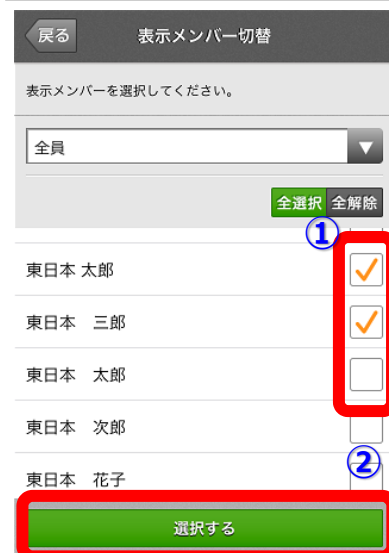 戻る 表示メンバー切替
表示メンバーを選択してください。
全員
全選択 全解除
①
東日本 太郎
東日本　三郎
東日本　太郎
東日本　次郎
②
東日本　花子
選択する